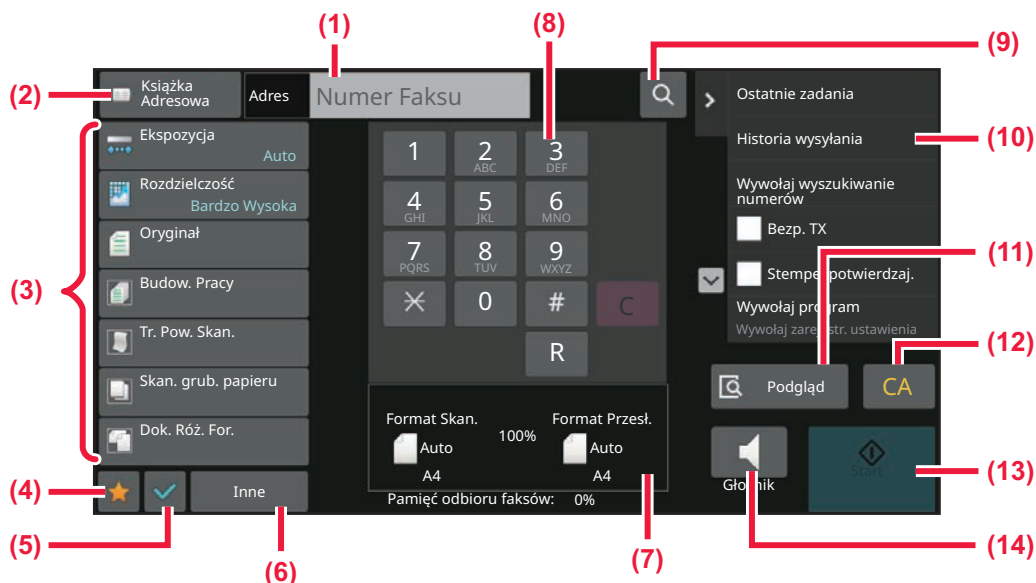 (1)
(8)
(9)
(2)
Książka
Adresowa
Adres
Numer Faksu
Ostatnie zadania
(3)
Ekspozycja
Auto
Rozdzielczość
Bardzo Wysoka
Oryginał
Budow. Pracy
Tr. Pow. Skan.
Skan. grub. papieru
Dok. Róż. For.
1
2
ABC
3
DEF
4
GHI
5
JKL
6
MNO
7
PQRS
8
TUV
9
WXYZ
0
#
C
R
Historia wysyłania
(10)
Wywołaj wyszukiwanie
numerów
Bezp. TX
Stempel potwierdzaj.
(11)
Wywołaj program
Wywołaj zarejestr. ustawienia
(12)
Podgląd
CA
Format Skan.
Auto
A4
100%
Format Przesł.
Auto
A4
Pamięć odbioru faksów: 0%
Głośnik
Start
(13)
(4)
Inne
(5)
(6)
(7)
(14)